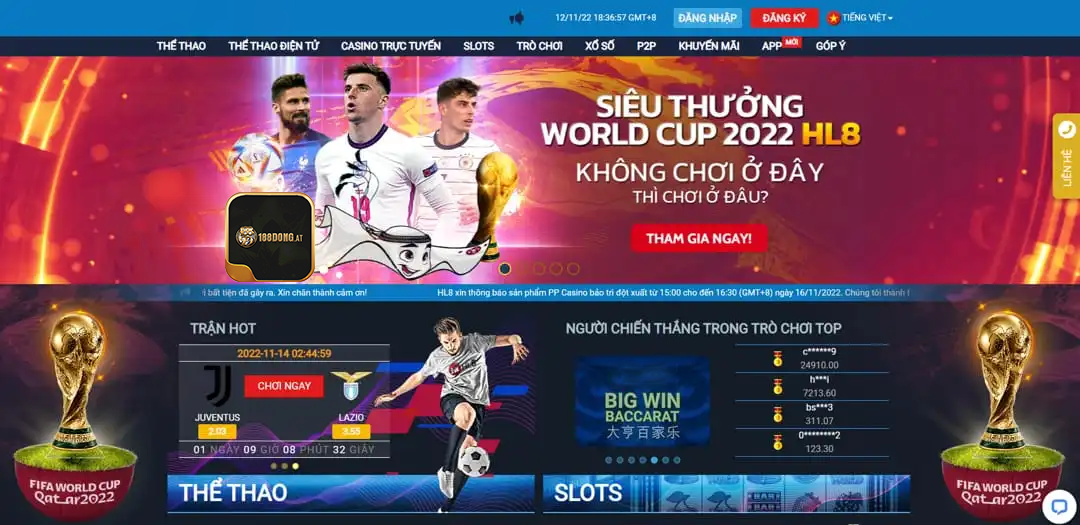 12/11/22 18:36:57 GMT+8
ĐĂNG NHẬP
ĐĂNG KÝ
TIẾNG VIỆT
THỂ THAO
THỂ THAO ĐIỆN TỬ
CASINO TRỰC TUYẾN
SLOTS
TRÒ CHƠI
XỔ SỐ
P2P
KHUYẾN MÃI
APP
MỚI
GÓP Ý
SIÊU THƯỞNG
WORLD CUP 2022 HL8
KHÔNG CHƠI Ở ĐÂY
THÌ CHƠI Ở ĐÂU?
THAM GIA NGAY!
LIÊN HỆ
188DONG.AT
bất tiện đã gây ra. Xin chân thành cảm ơn!
HL8 xin thông báo sản phẩm PP Casino bảo trì đột xuất từ 15:00 cho đến 16:30 (GMT+8) ngày 16/11/2022. Chúng tôi thành
TRẬN HOT
2022-11-14 02:44:59
CHƠI NGAY
JUVENTUS
LAZIO
2.03
3.55
01 NGÀY 09 GIỜ 08 PHÚT 32 GIÂY
NGƯỜI CHIẾN THẮNG TRONG TRÒ CHƠI TOP
BIG WIN
BACCARAT
大亨百家乐
c******9
24910.00
h***i
7213.60
bs***3
311.07
0********2
123.30
FIFA WORLD CUP
Qatar2022
FIFA WORLD CUP
Qatar2022
THỂ THAO
SLOTS